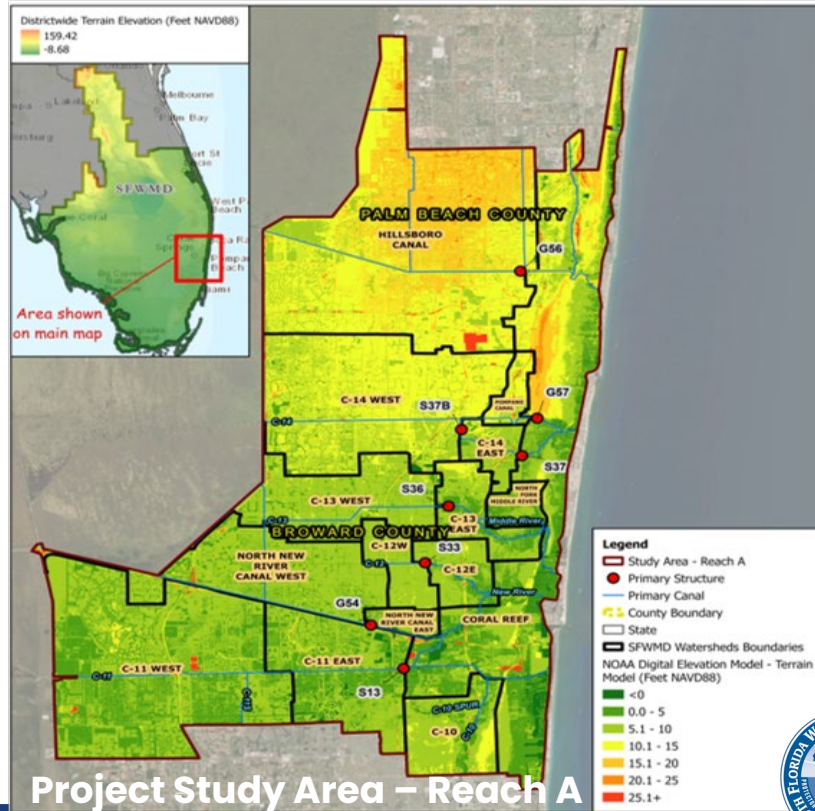 Districtwide Terrain Elevation (Feet NAVD88)
159.42
-8.68
Lakeland
Melbourne
Palm Bay
SFWMD
West P
Beach
Area shown
on main map
PALM BEACH COUNTY
HILLSBORO
CANAL
G56
C-14 WEST
S37B
G57
POMPANO
CANAL
C-14
C-14
EAST
S37
S36
NORTH
FORK
MIDDLE RIVER
C-13 WEST
C-13
C-13
EAST
Middle River
BROWARD COUNTY
C-12W
S33
NORTH NEW
RIVER
CANAL WEST
C-12
C-12E
New River
G54
NORTH NEW
RIVER CANAL
EAST
CORAL REEF
C-11 WEST
C-11 EAST
C-11
S13
C-10 SPUR
C-10
C-10
Legend
Study Area - Reach A
Primary Structure
Primary Canal
County Boundary
State
SFWMD Watersheds Boundaries
NOAA Digital Elevation Model - Terrain
Model (Feet NAVD88)
<0
0.0 - 5
5.1 - 10
10.1 - 15
15.1 - 20
20.1 - 25
25.1+
Project Study Area – Reach A